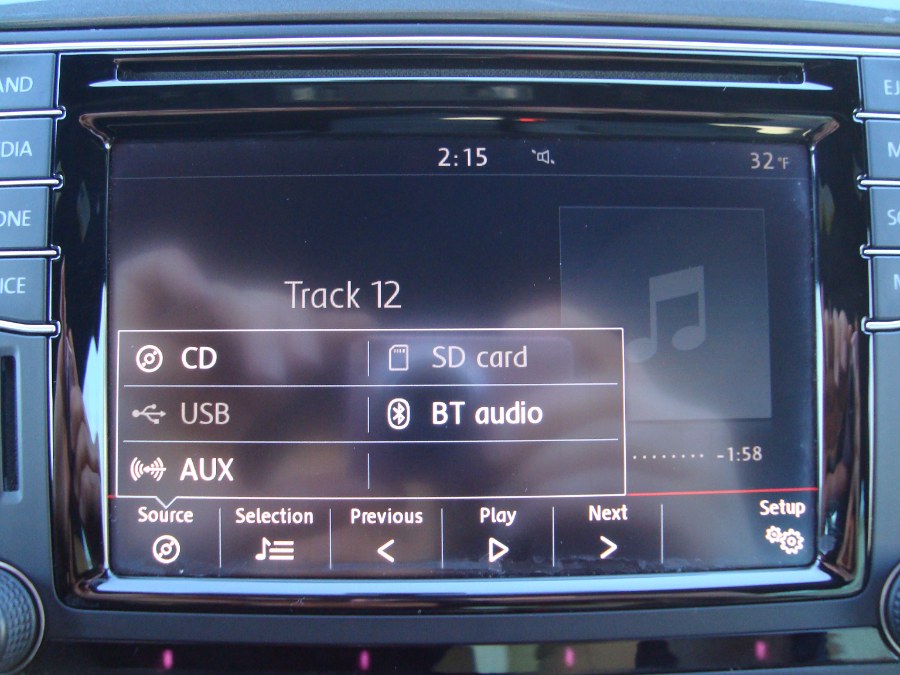 2:15
32°F
Track 12
CD
SD card
USB
BT audio
AUX
-1:58
Source
Selection
Previous
Play
Next
Setup